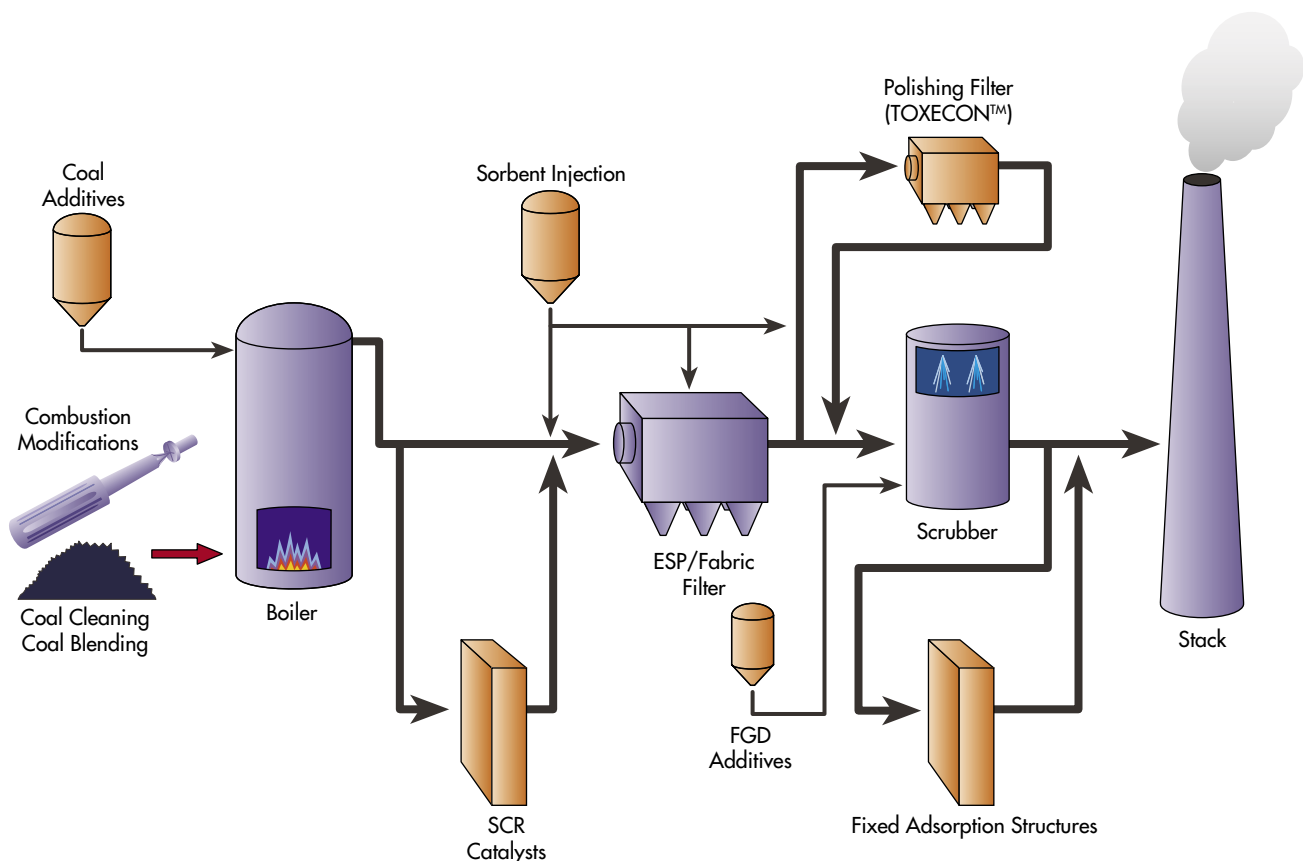 Polishing Filter
(TOXECON™)
Coal
Additives
Sorbent Injection
Combustion
Modifications
Coal Cleaning
Coal Blending
Boiler
ESP/Fabric
Filter
Scrubber
Stack
FGD
Additives
SCR
Catalysts
Fixed Adsorption Structures